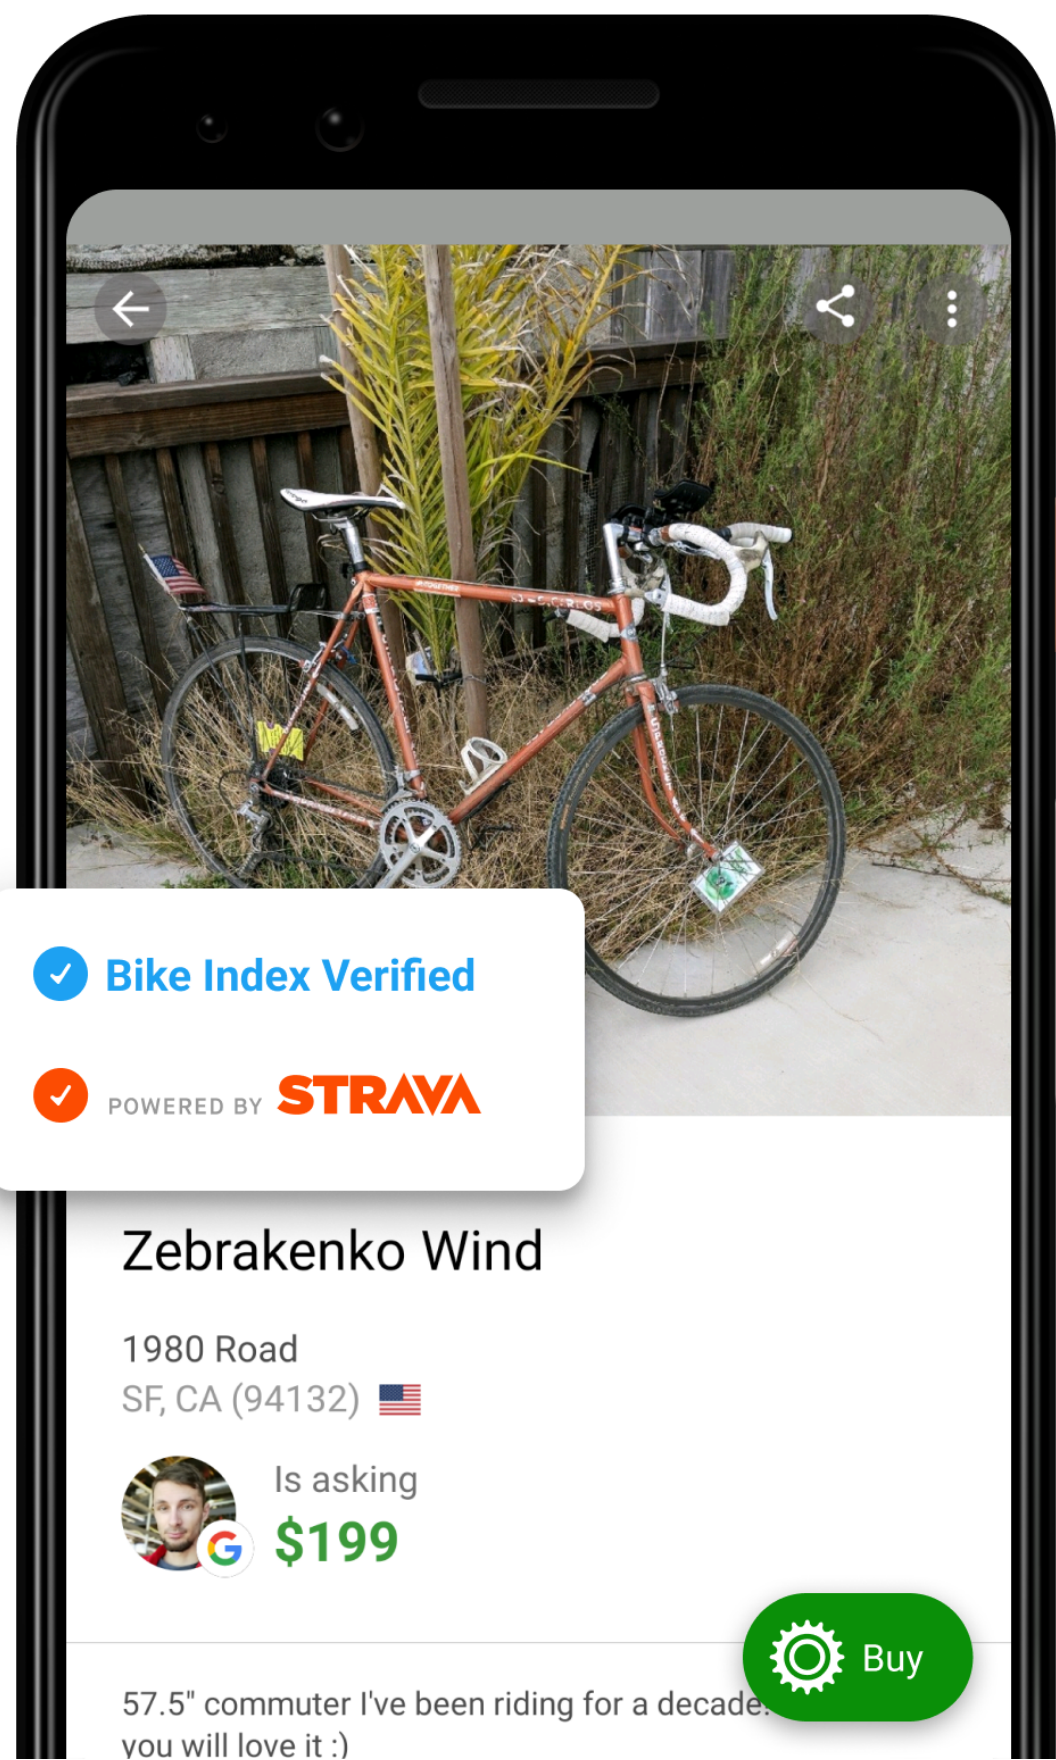 Bike Index Verified
POWERED BY STRAVA
Zebrakenko Wind
1980 Road
SF, CA (94132)
Is asking
$199
Buy
57.5" commuter I've been riding for a decade.
you will love it :)